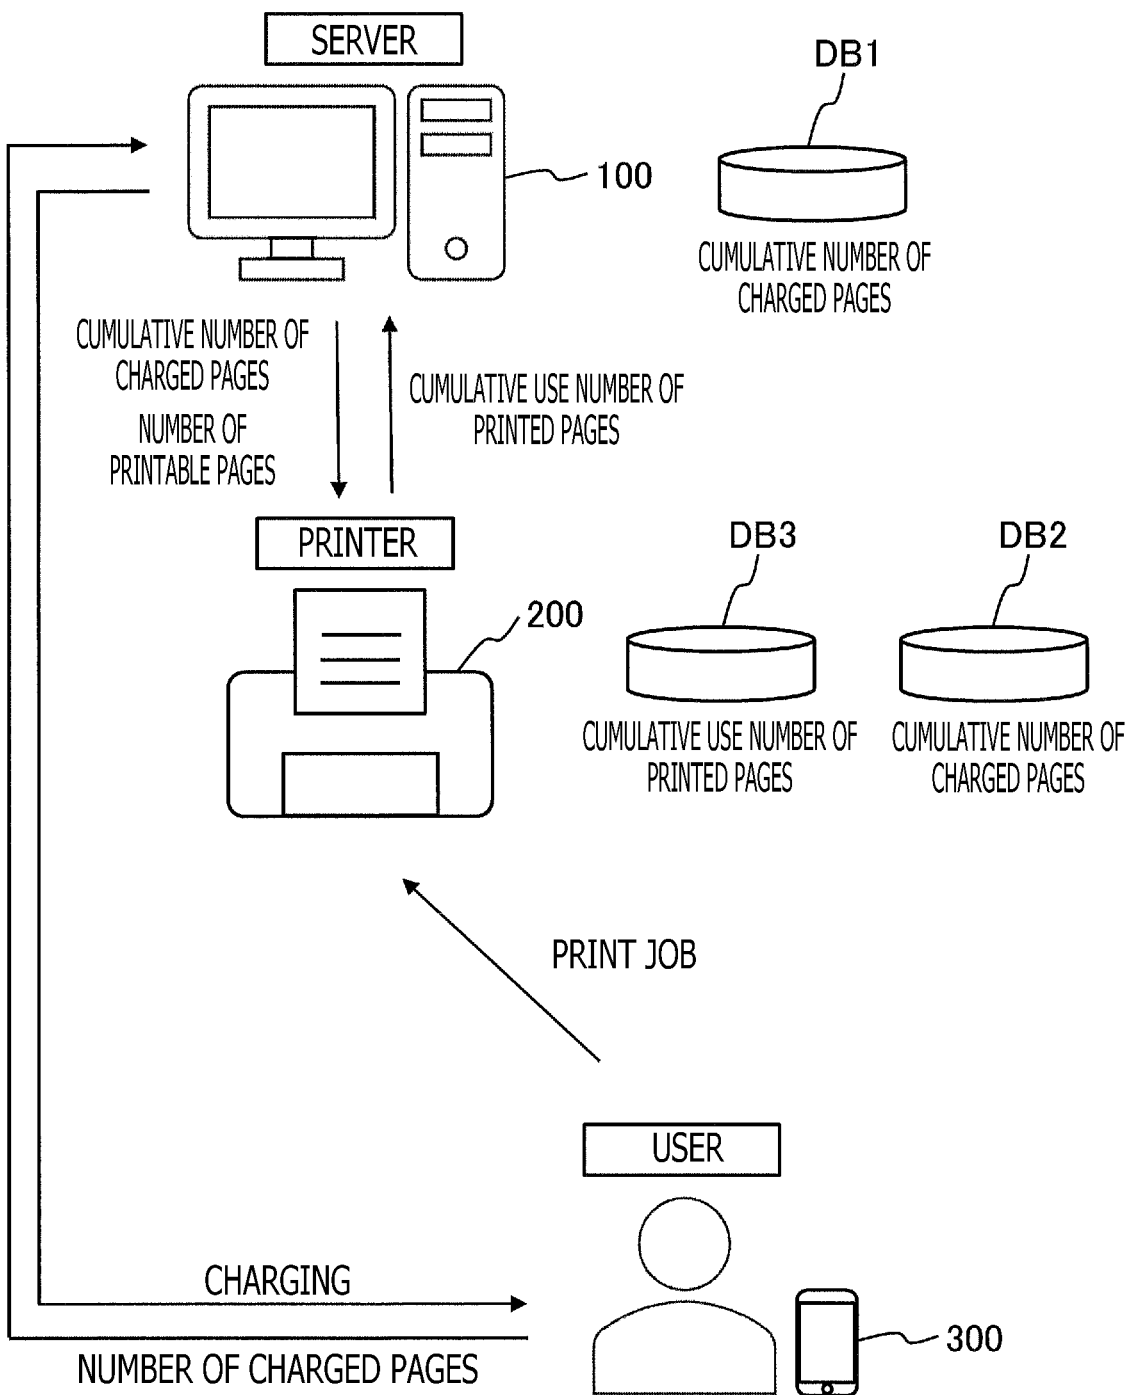 SERVER
DB1
100
CUMULATIVE NUMBER OF
CHARGED PAGES
CUMULATIVE NUMBER OF
CHARGED PAGES
NUMBER OF
PRINTABLE PAGES
CUMULATIVE USE NUMBER OF
PRINTED PAGES
PRINTER
DB3
DB2
200
CUMULATIVE USE NUMBER OF
PRINTED PAGES
CUMULATIVE NUMBER OF
CHARGED PAGES
PRINT JOB
USER
CHARGING
300
NUMBER OF CHARGED PAGES